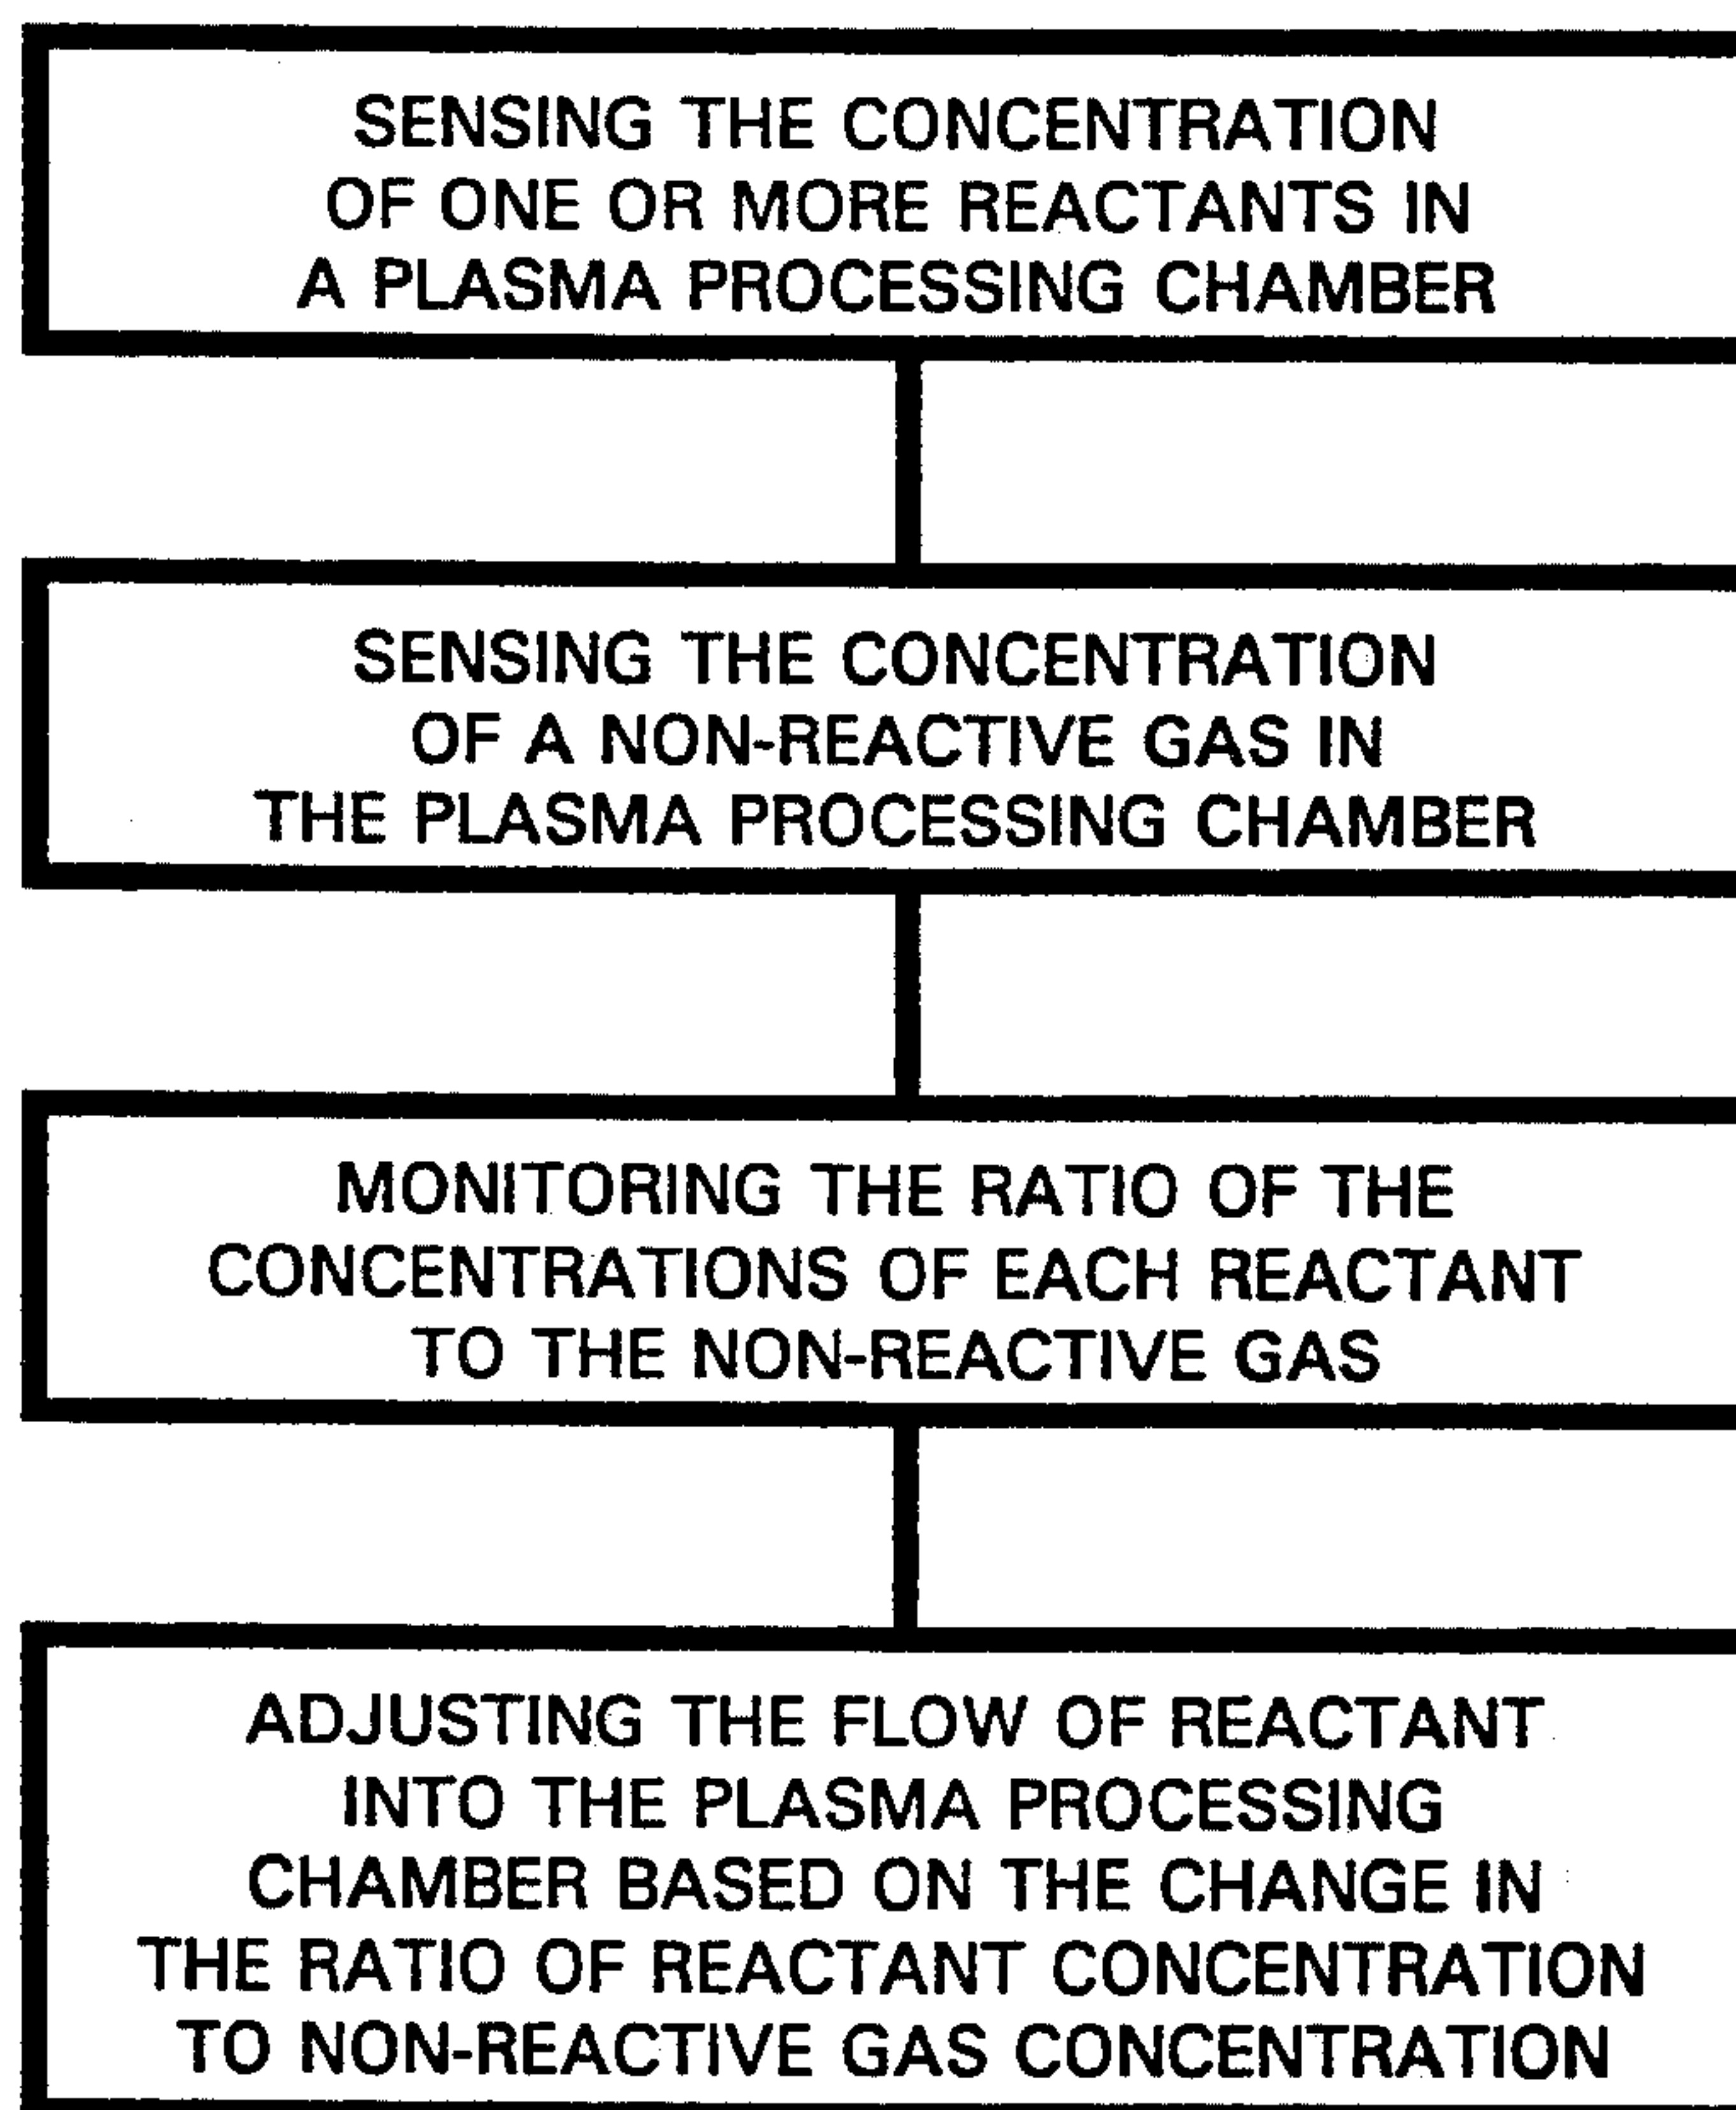 SENSING THE CONCENTRATION
OF ONE OR MORE REACTANTS IN
A PLASMA PROCESSING CHAMBER
SENSING THE CONCENTRATION
OF A NON-REACTIVE GAS IN
THE PLASMA PROCESSING CHAMBER
MONITORING THE RATIO OF THE
CONCENTRATIONS OF EACH REACTANT
TO THE NON-REACTIVE GAS
ADJUSTING THE FLOW OF REACTANT
INTO THE PLASMA PROCESSING
CHAMBER BASED ON THE CHANGE IN
THE RATIO OF REACTANT CONCENTRATION
TO NON-REACTIVE GAS CONCENTRATION